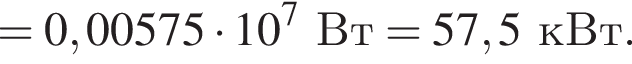 = 0,00575 · 10⁷ Вт = 57,5 кВт.